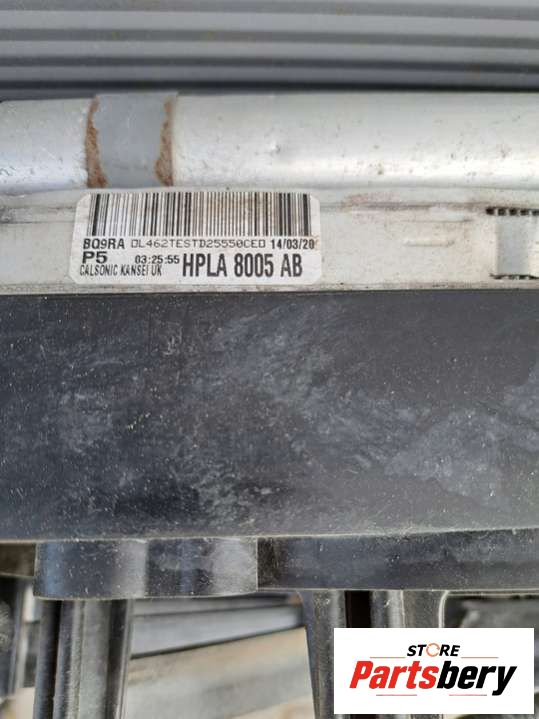 BQ9RA DL462TESTD25550CED 14/03/20
P5 03:25:55 HPLA 8005 AB
CALSONIC KANSEI UK
STORE
Partsbery